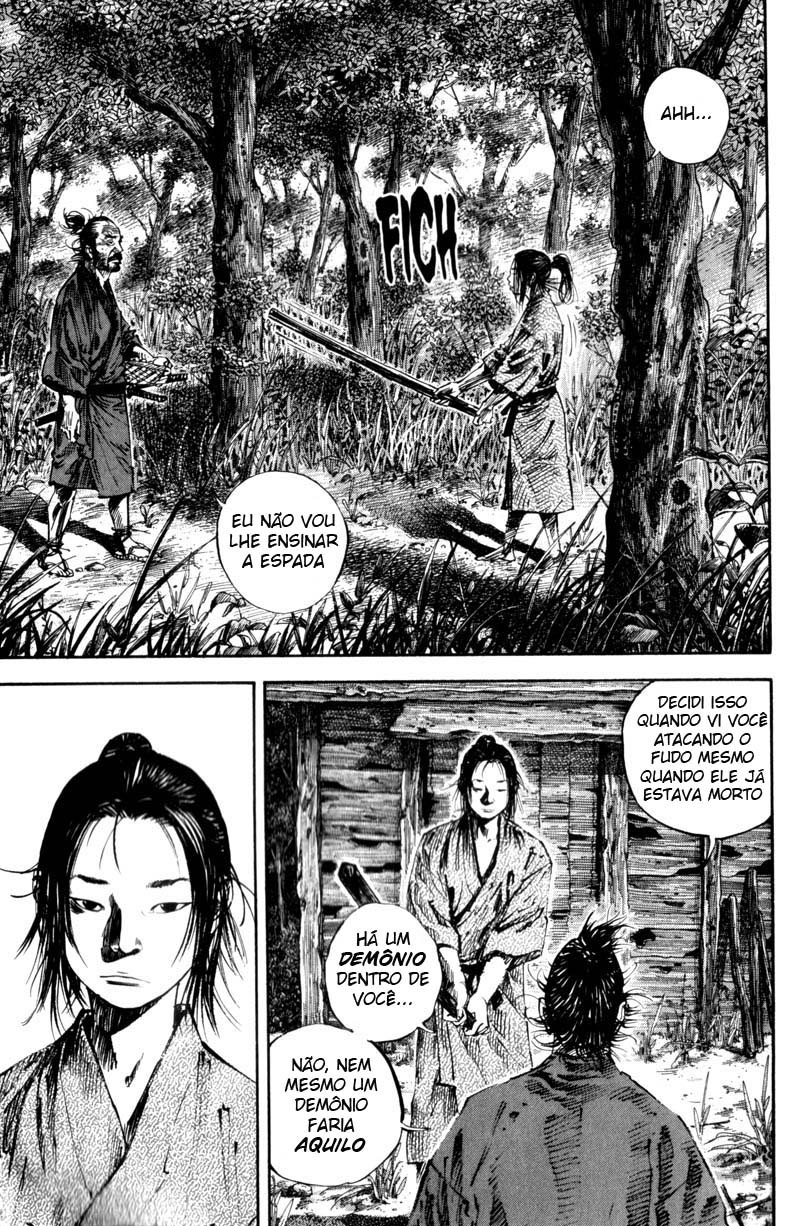 AHH...
FICH
EU NÃO VOU
LHE ENSINAR
A ESPADA
DECIDI ISSO
QUANDO VI VOCÊ
ATACANDO O
FUDO MESMO
QUANDO ELE JÁ
ESTAVA MORTO
HÁ UM
DEMÔNIO
DENTRO DE
VOCÊ...
NÃO, NEM
MESMO UM
DEMÔNIO
FARIA
AQUILO